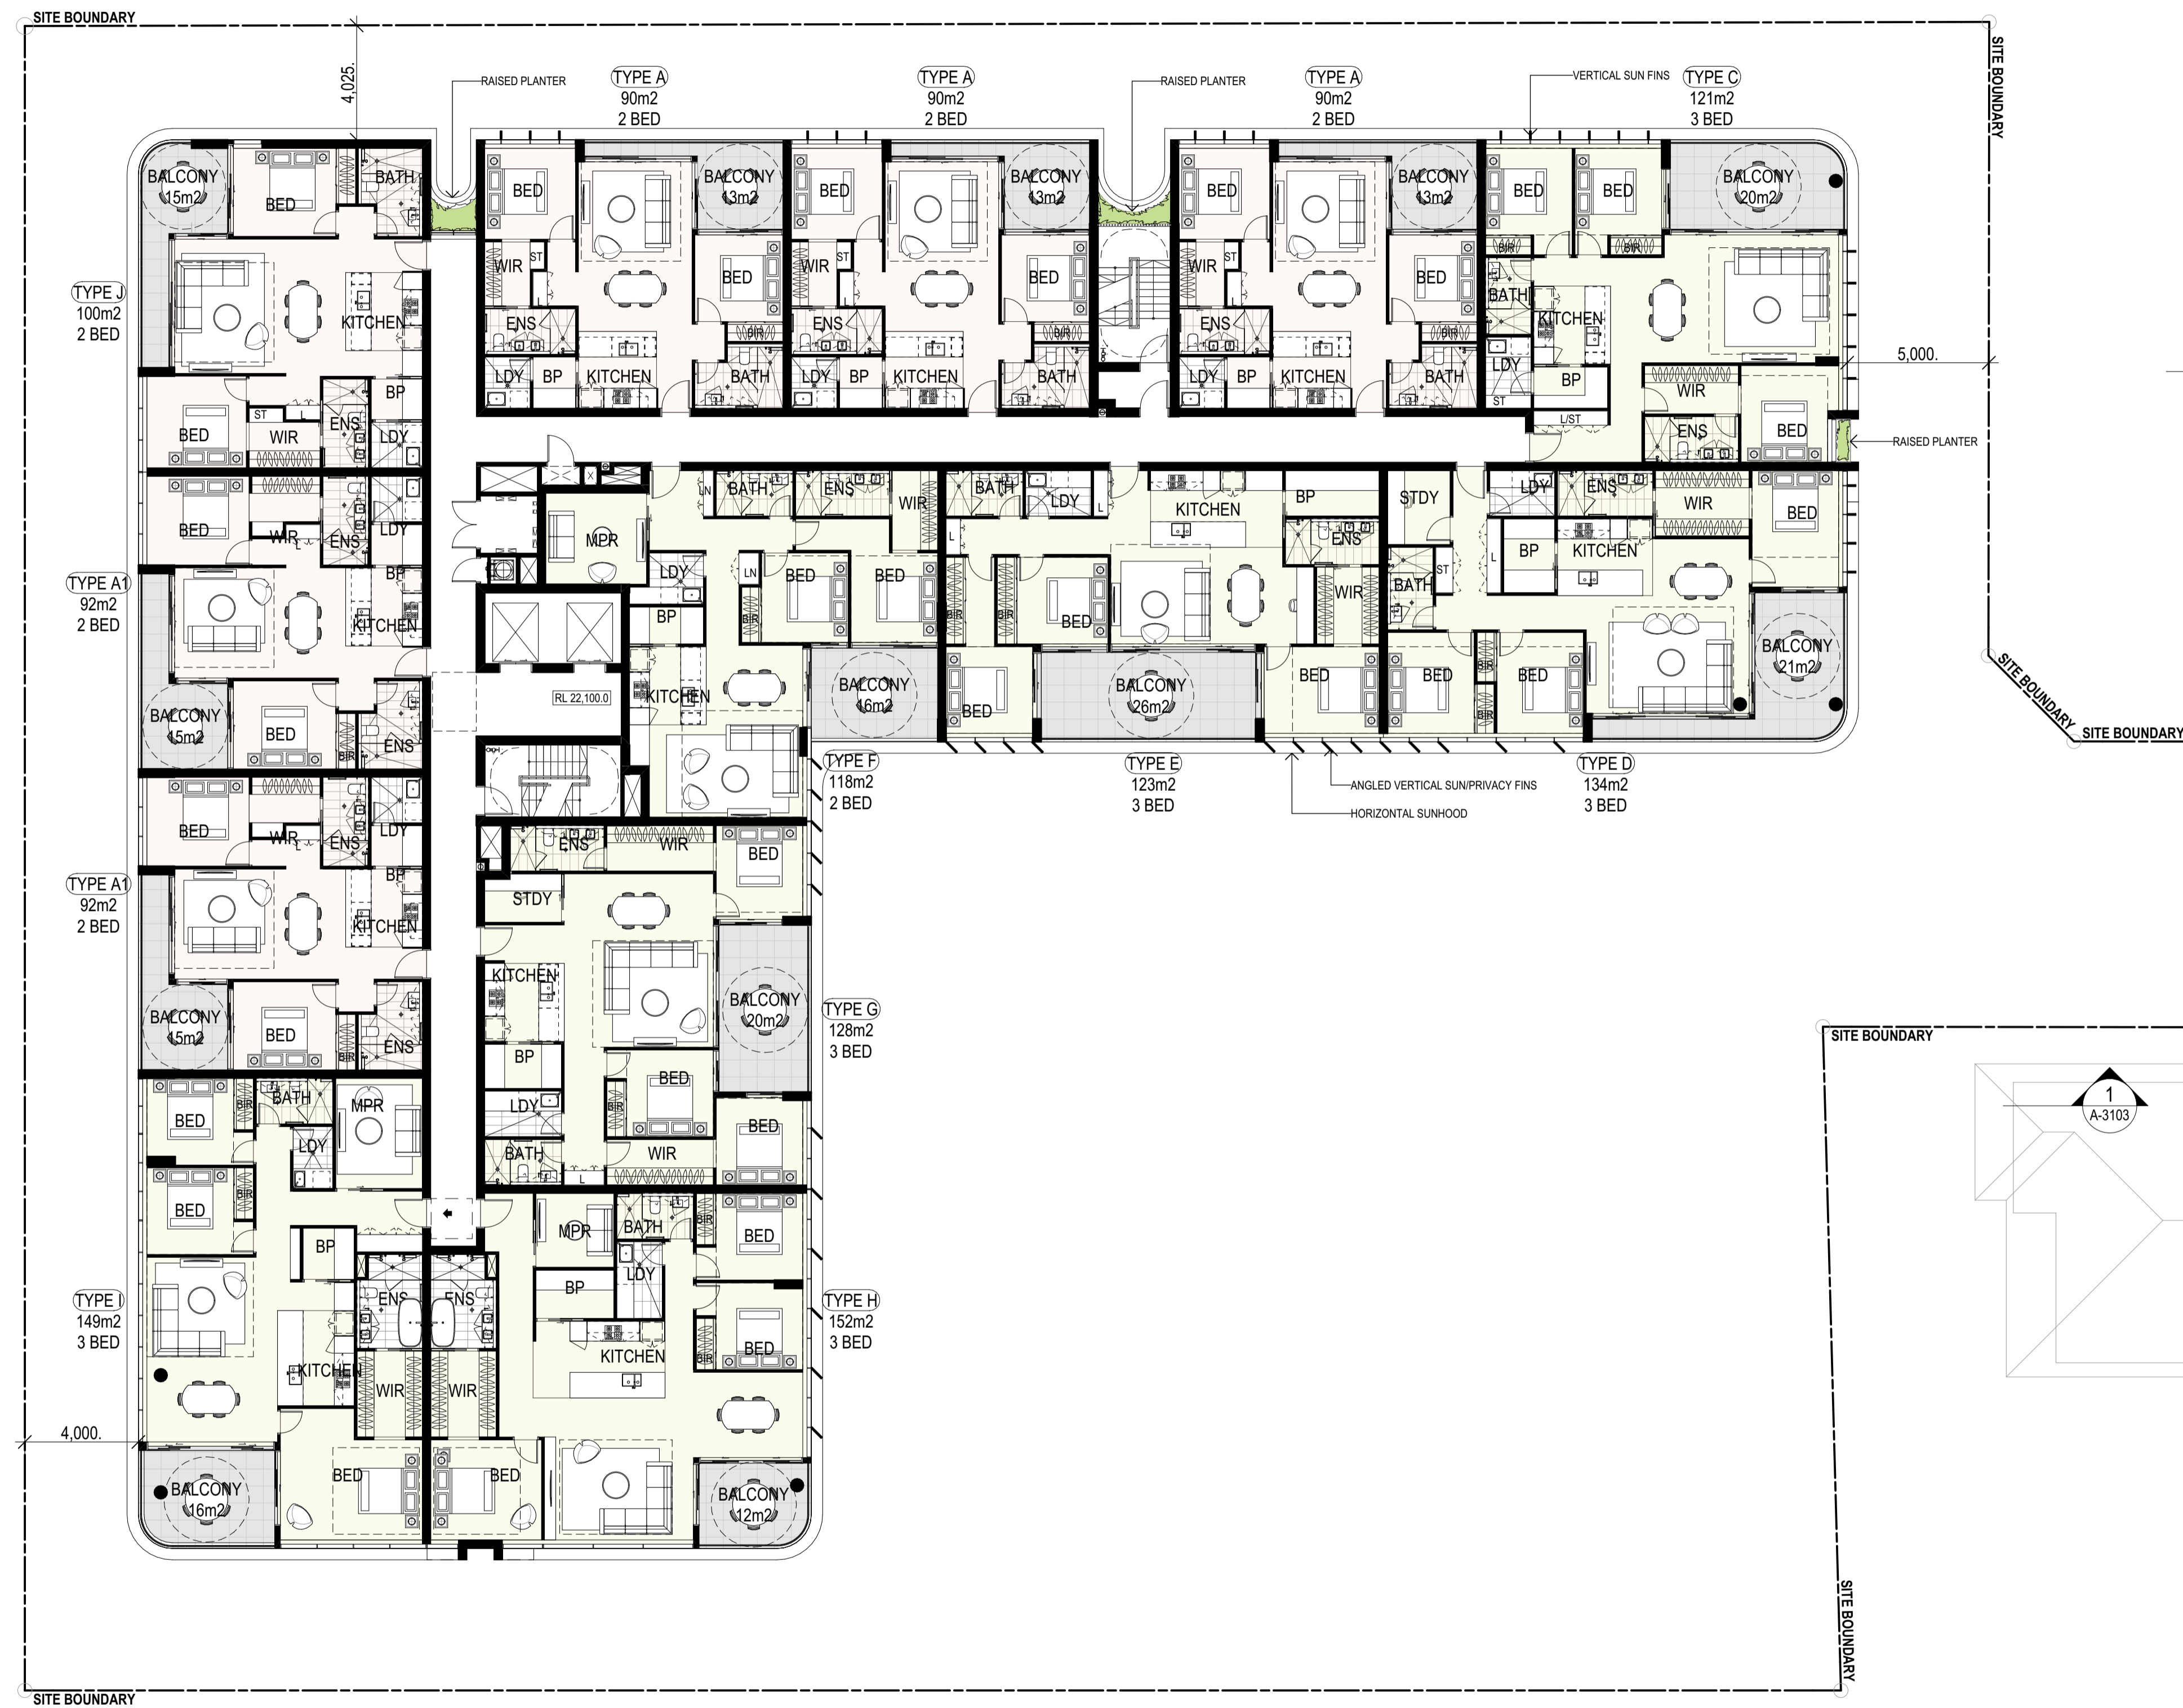 SITE BOUNDARY
SITE BOUNDARY
4,025.
RAISED PLANTER
TYPE A
90m2
2 BED
TYPE A
90m2
2 BED
RAISED PLANTER
TYPE A
90m2
2 BED
VERTICAL SUN FINS
TYPE C
121m2
3 BED
BALCONY
15m2
BED
BATH
KITCHEN
TYPE J
100m2
2 BED
BED
ST
L
WIR
ENS
BP
LDY
BED
BALCONY
13m2
WIR
ST
L
BED
ENS
BIR
LDY
BP
KITCHEN
BATH
BED
BALCONY
13m2
WIR
ST
L
BED
ENS
BIR
LDY
BP
KITCHEN
BATH
BED
BALCONY
13m2
WIR
ST
L
BED
ENS
BIR
LDY
BP
KITCHEN
BATH
BED
BED
BALCONY
20m2
BIR
BIR
BATH
KITCHEN
LDY
BP
ST
L/ST
WIR
ENS
BED
5,000.
RAISED PLANTER
BED
WIR
L
ENS
LDY
BP
TYPE A1
92m2
2 BED
KITCHEN
BALCONY
15m2
BED
BIR
ENS
X
MPR
LN
BATH
ENS
WIR
LDY
LN
BED
BED
BIR
BP
KITCHEN
BALCONY
16m2
RL 22,100.0
TYPE F
118m2
2 BED
BATH
LDY
L
KITCHEN
BP
L
ENS
BIR
BIR
BED
WIR
BED
BALCONY
26m2
BED
TYPE E
123m2
3 BED
STDY
LDY
ENS
WIR
BED
L
BP
KITCHEN
BATH
ST
BED
BIR
BIR
BED
BALCONY
21m2
TYPE D
134m2
3 BED
ANGLED VERTICAL SUN/PRIVACY FINS
HORIZONTAL SUNHOOD
SITE BOUNDARY
SITE BOUNDARY
BED
WIR
L
ENS
LDY
BP
TYPE A1
92m2
2 BED
KITCHEN
BALCONY
15m2
BED
BIR
ENS
ENS
WIR
BED
STDY
KITCHEN
BALCONY
20m2
TYPE G
128m2
3 BED
BP
BED
LDY
BIR
BED
BATH
WIR
L
BED
BIR
BATH
MPR
LDY
BED
BIR
BP
ENS
TYPE I
149m2
3 BED
KITCHEN
WIR
4,000.
BALCONY
16m2
BED
MPR
BATH
BIR
BED
LDY
BP
ENS
BED
BIR
TYPE H
152m2
3 BED
KITCHEN
WIR
BED
BALCONY
12m2
SITE BOUNDARY
1
A-3103
SITE BOUNDARY
SITE BOUNDARY